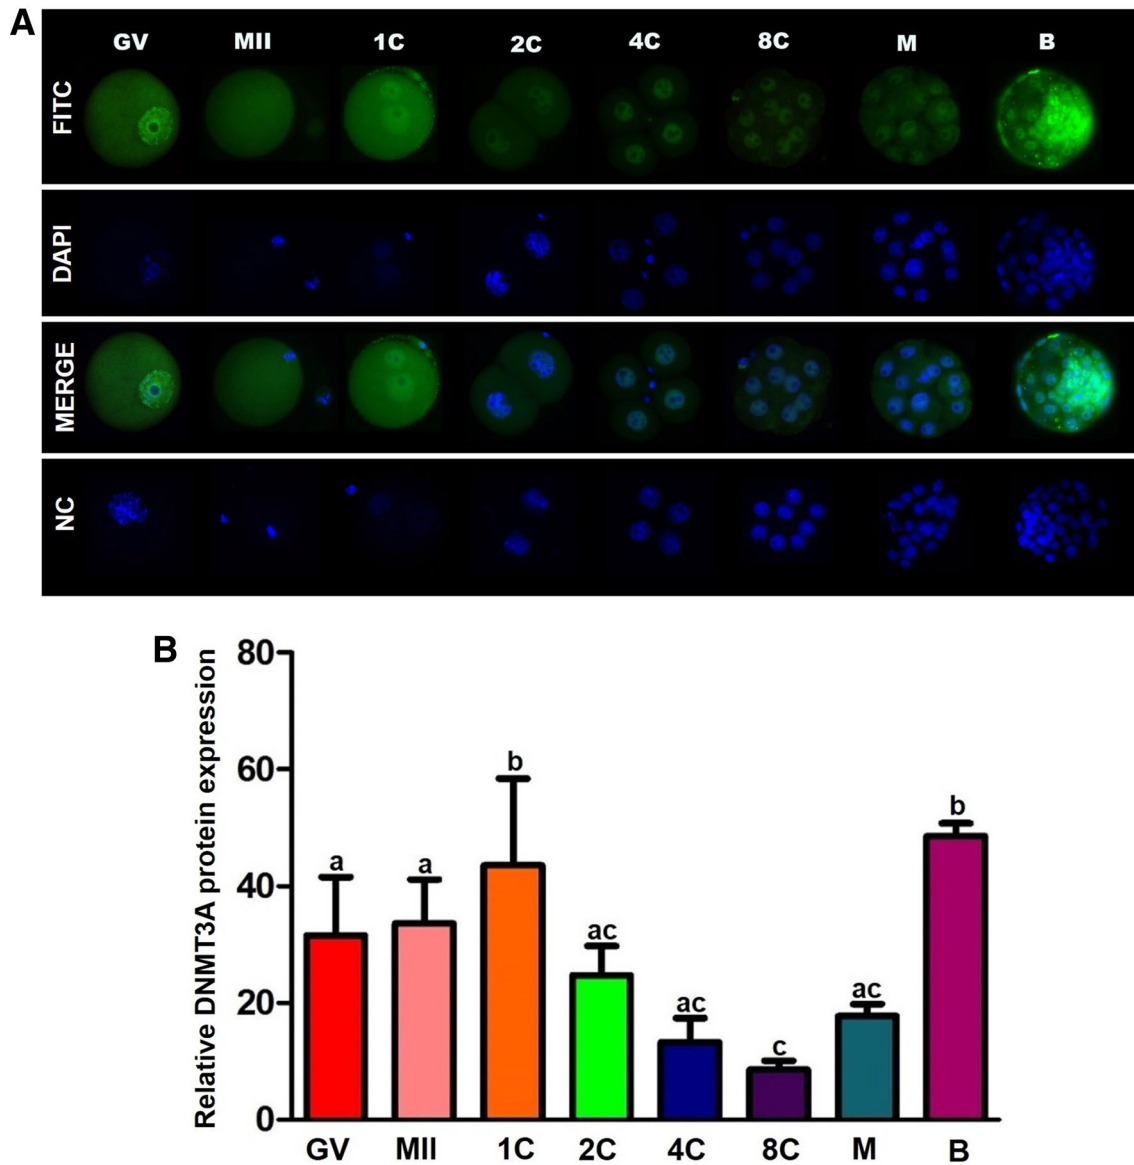 A
GV MII 1C 2C 4C 8C M B
FITC
DAPI
MERGE
NC
B
Relative DNMT3A protein expression
80
60
40
20
0
a
a
b
ac
ac
c
ac
b
GV MII 1C 2C 4C 8C M B